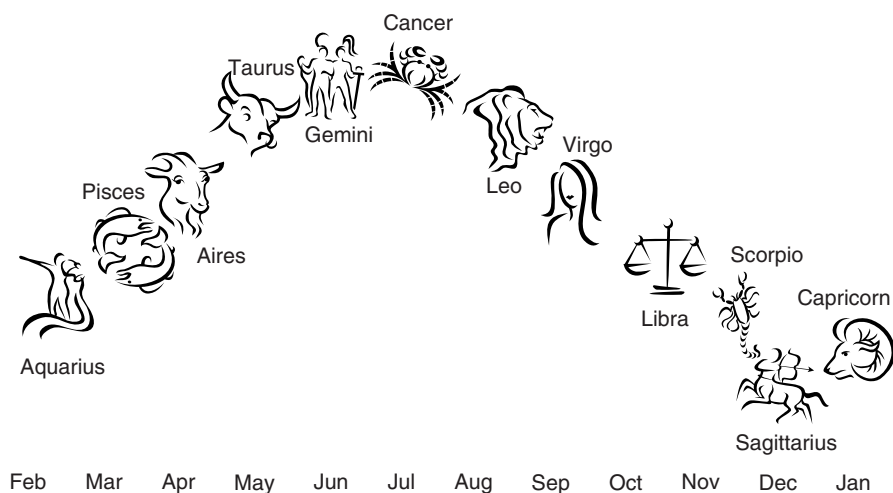 Cancer
Taurus
Gemini
Virgo
Leo
Pisces
Aires
Scorpio
Capricorn
Libra
Aquarius
Sagittarius
Feb Mar Apr May Jun Jul Aug Sep Oct Nov Dec Jan